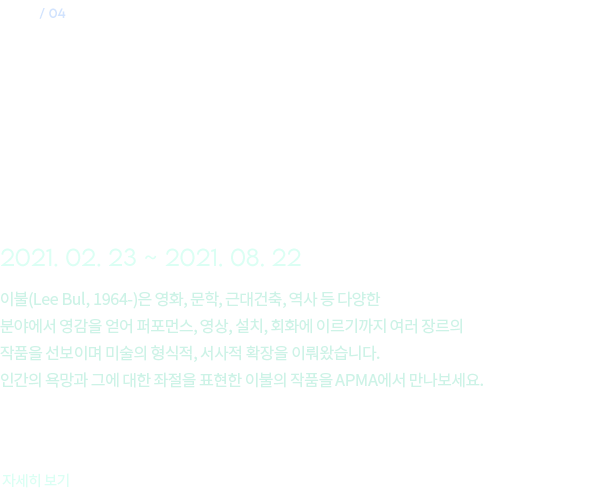 / 04
2021. 02. 23 ~ 2021. 08. 22
이불(Lee Bul, 1964-)은 영화, 문학, 근대건축, 역사 등 다양한
분야에서 영감을 얻어 퍼포먼스, 영상, 설치, 회화에 이르기까지 여러 장르의
작품을 선보이며 미술의 형식적, 서사적 확장을 이뤄왔습니다.
인간의 욕망과 그에 대한 좌절을 표현한 이불의 작품을 APMA에서 만나보세요.
자세히 보기